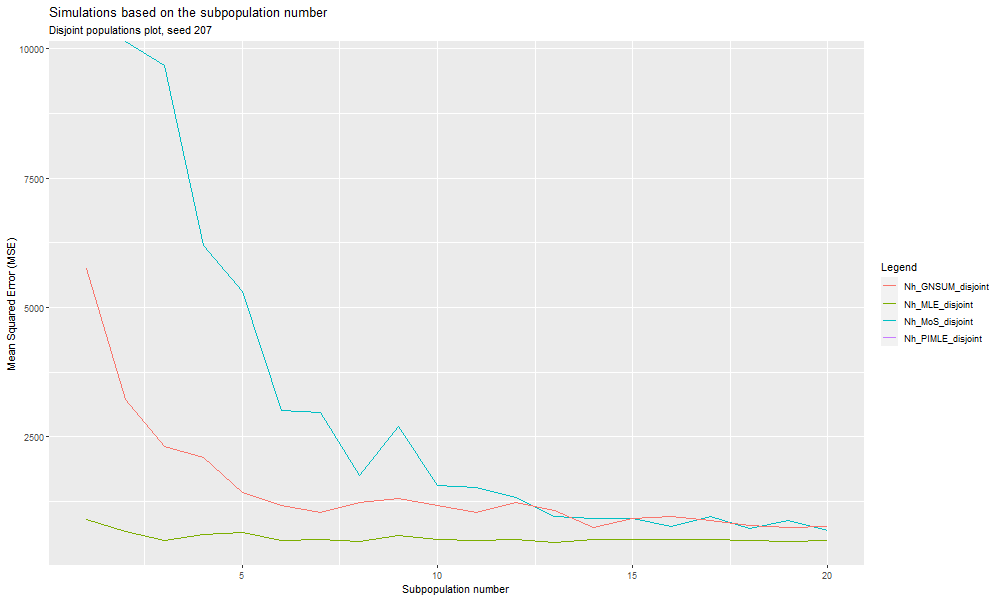 Simulations based on the subpopulation number
Disjoint populations plot, seed 207
10000
7500
5000
2500
Mean Squared Error (MSE)
5
10
15
20
Subpopulation number
Legend
Nh_GNSUM_disjoint
Nh_MLE_disjoint
Nh_MoS_disjoint
Nh_PIMLE_disjoint